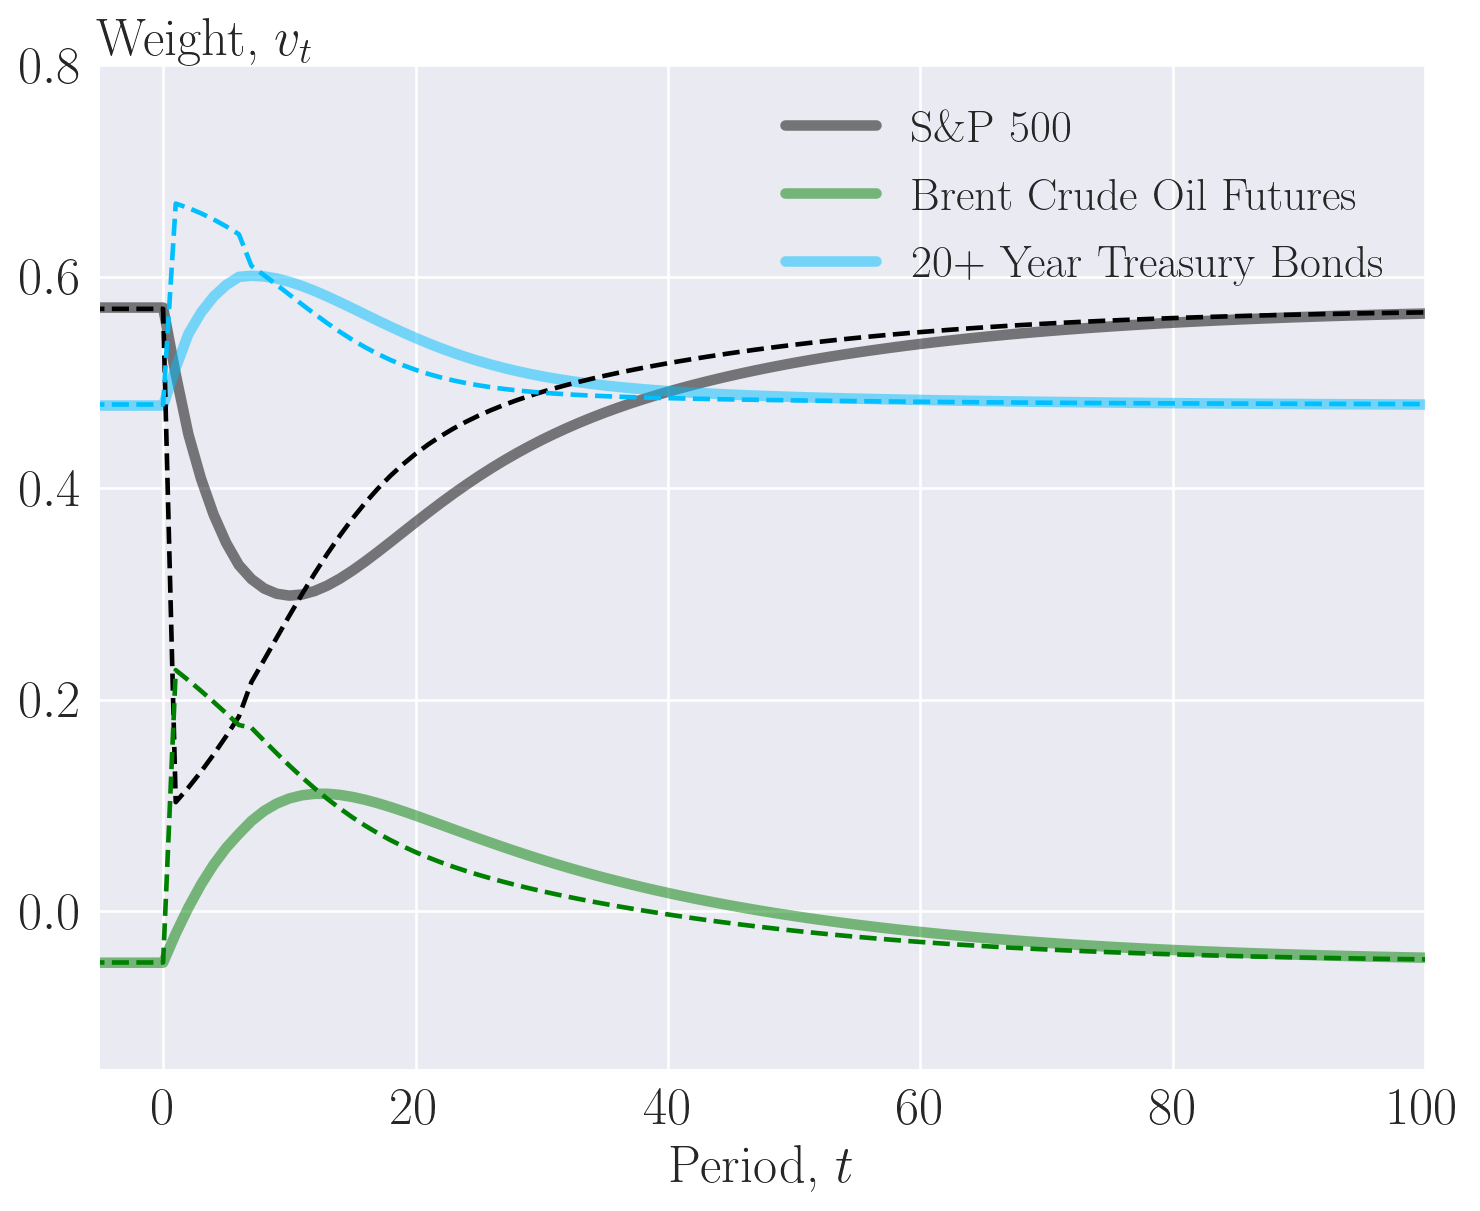 Weight, v_t
0.8
0.6
0.4
0.2
0.0
S&P 500
Brent Crude Oil Futures
20+ Year Treasury Bonds
0 20 40 60 80 100
Period, t